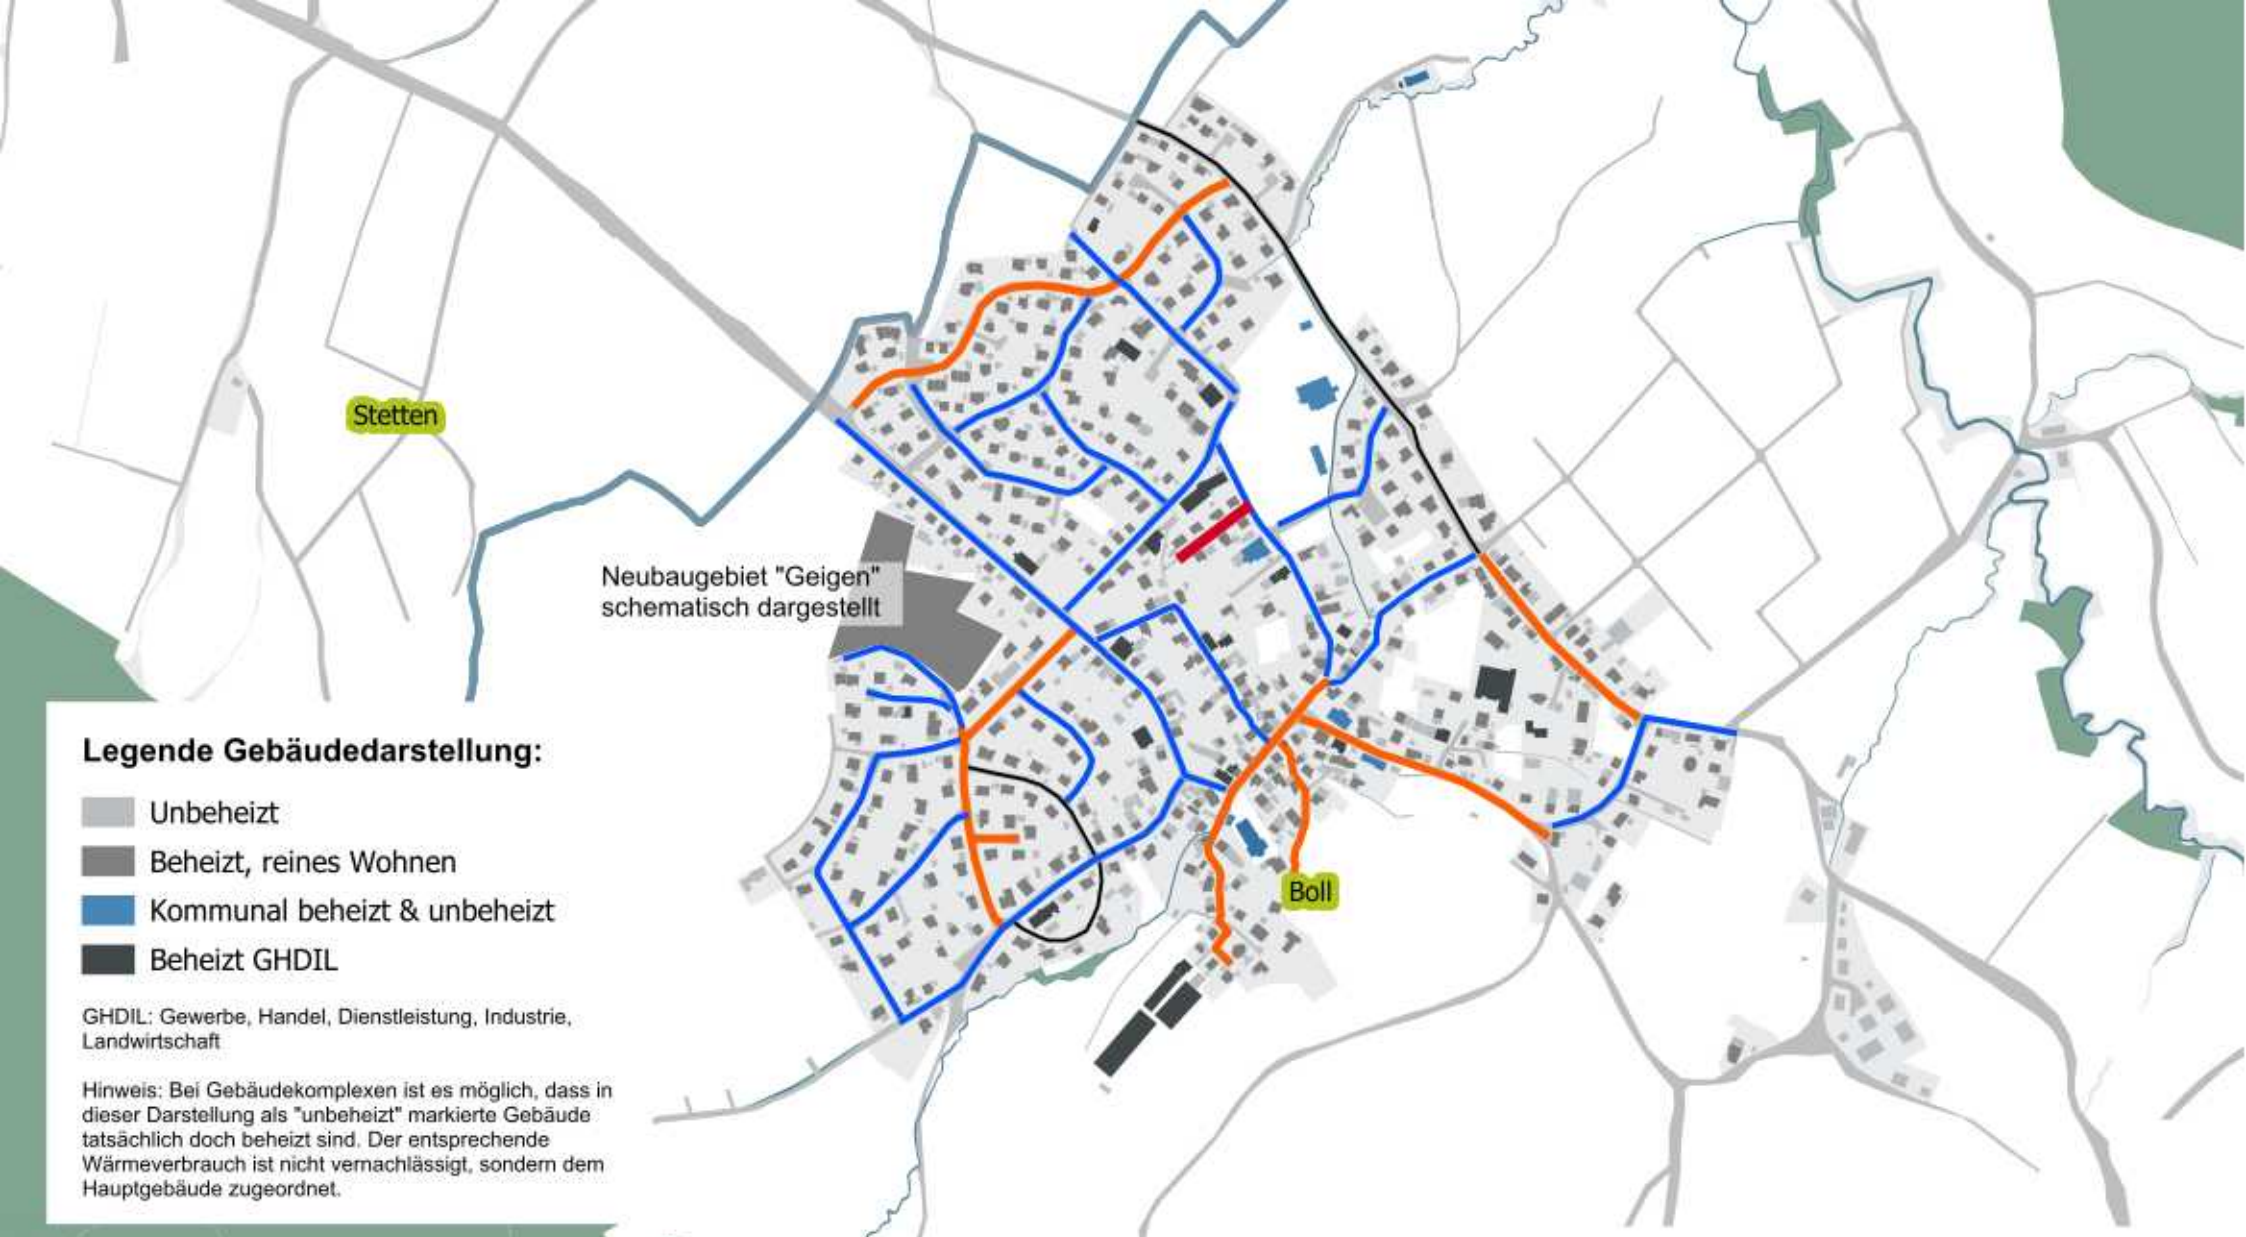 Stetten
Neubaugebiet "Geigen"
schematisch dargestellt
Boll
Legende Gebäudedarstellung:
Unbeheizt
Beheizt, reines Wohnen
Kommunal beheizt & unbeheizt
Beheizt GHDIL
GHDIL: Gewerbe, Handel, Dienstleistung, Industrie,
Landwirtschaft
Hinweis: Bei Gebäudekomplexen ist es möglich, dass in
dieser Darstellung als "unbeheizt" markierte Gebäude
tatsächlich doch beheizt sind. Der entsprechende
Wärmeverbrauch ist nicht vernachlässigt, sondern dem
Hauptgebäude zugeordnet.